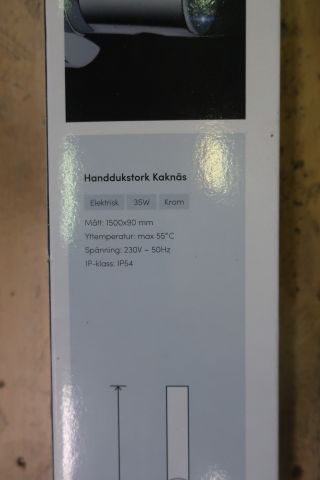 Handdukstork Kaknäs
Elektrisk 35W Krom
Mått: 1500x90 mm
Yttemperatur: max 55°C
Spänning: 230V ~ 50Hz
IP-klass: IP54